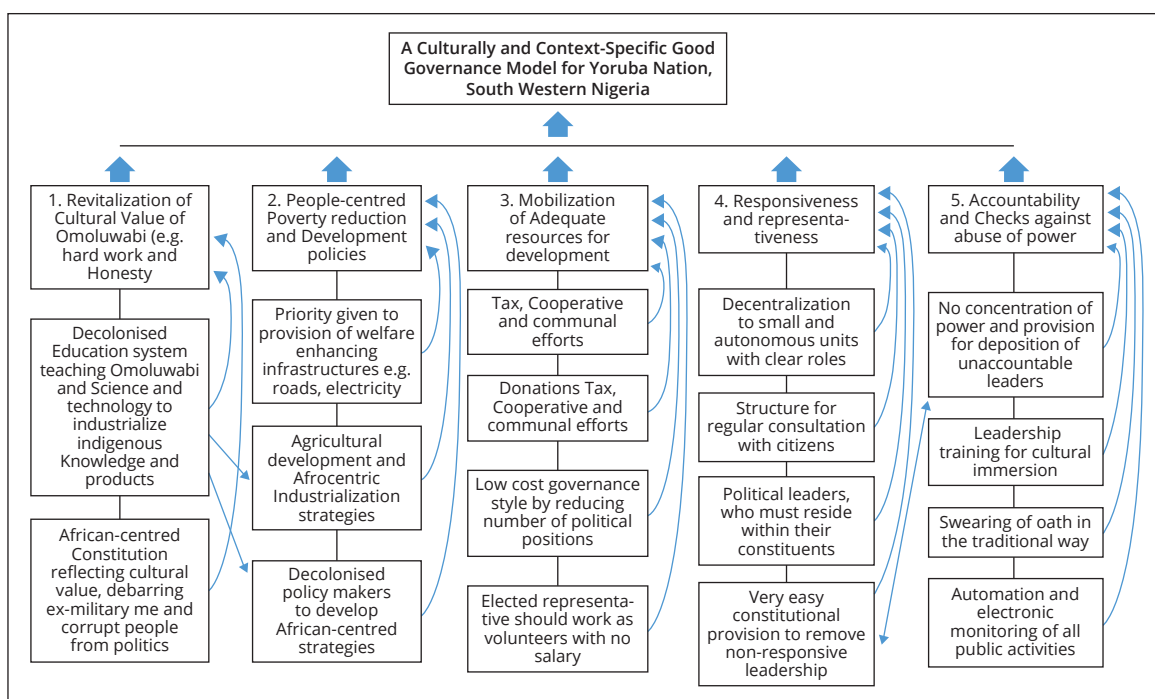 A Culturally and Context-Specific Good
Governance Model for Yoruba Nation,
South Western Nigeria
1. Revitalization of
Cultural Value of
Omoluwabi (e.g.
hard work and
Honesty
Decolonised
Education system
teaching Omoluwabi
and Science and
technology to
industrialize
indigenous
Knowledge and
products
African-centred
Constitution
reflecting cultural
value, debarring
ex-military me and
corrupt people
from politics
2. People-centred
Poverty reduction
and Development
policies
Priority given to
provision of welfare
enhancing
infrastructures e.g.
roads, electricity
Agricultural
development and
Afrocentric
Industrialization
strategies
Decolonised
policy makers
to develop
African-centred
strategies
3. Mobilization of
Adequate
resources for
development
Tax, Cooperative
and communal
efforts
Donations Tax,
Cooperative and
communal efforts
Low cost governance
style by reducing
number of political
positions
Elected representa-
tive should work as
volunteers with no
salary
4. Responsiveness
and representa-
tiveness
Decentralization
to small and
autonomous units
with clear roles
Structure for
regular consultation
with citizens
Political leaders,
who must reside
within their
constituents
Very easy
constitutional
provision to remove
non-responsive
leadership
5. Accountability
and Checks against
abuse of power
No concentration of
power and provision
for deposition of
unaccountable
leaders
Leadership
training for cultural
immersion
Swearing of oath in
the traditional way
Automation and
electronic
monitoring of all
public activities